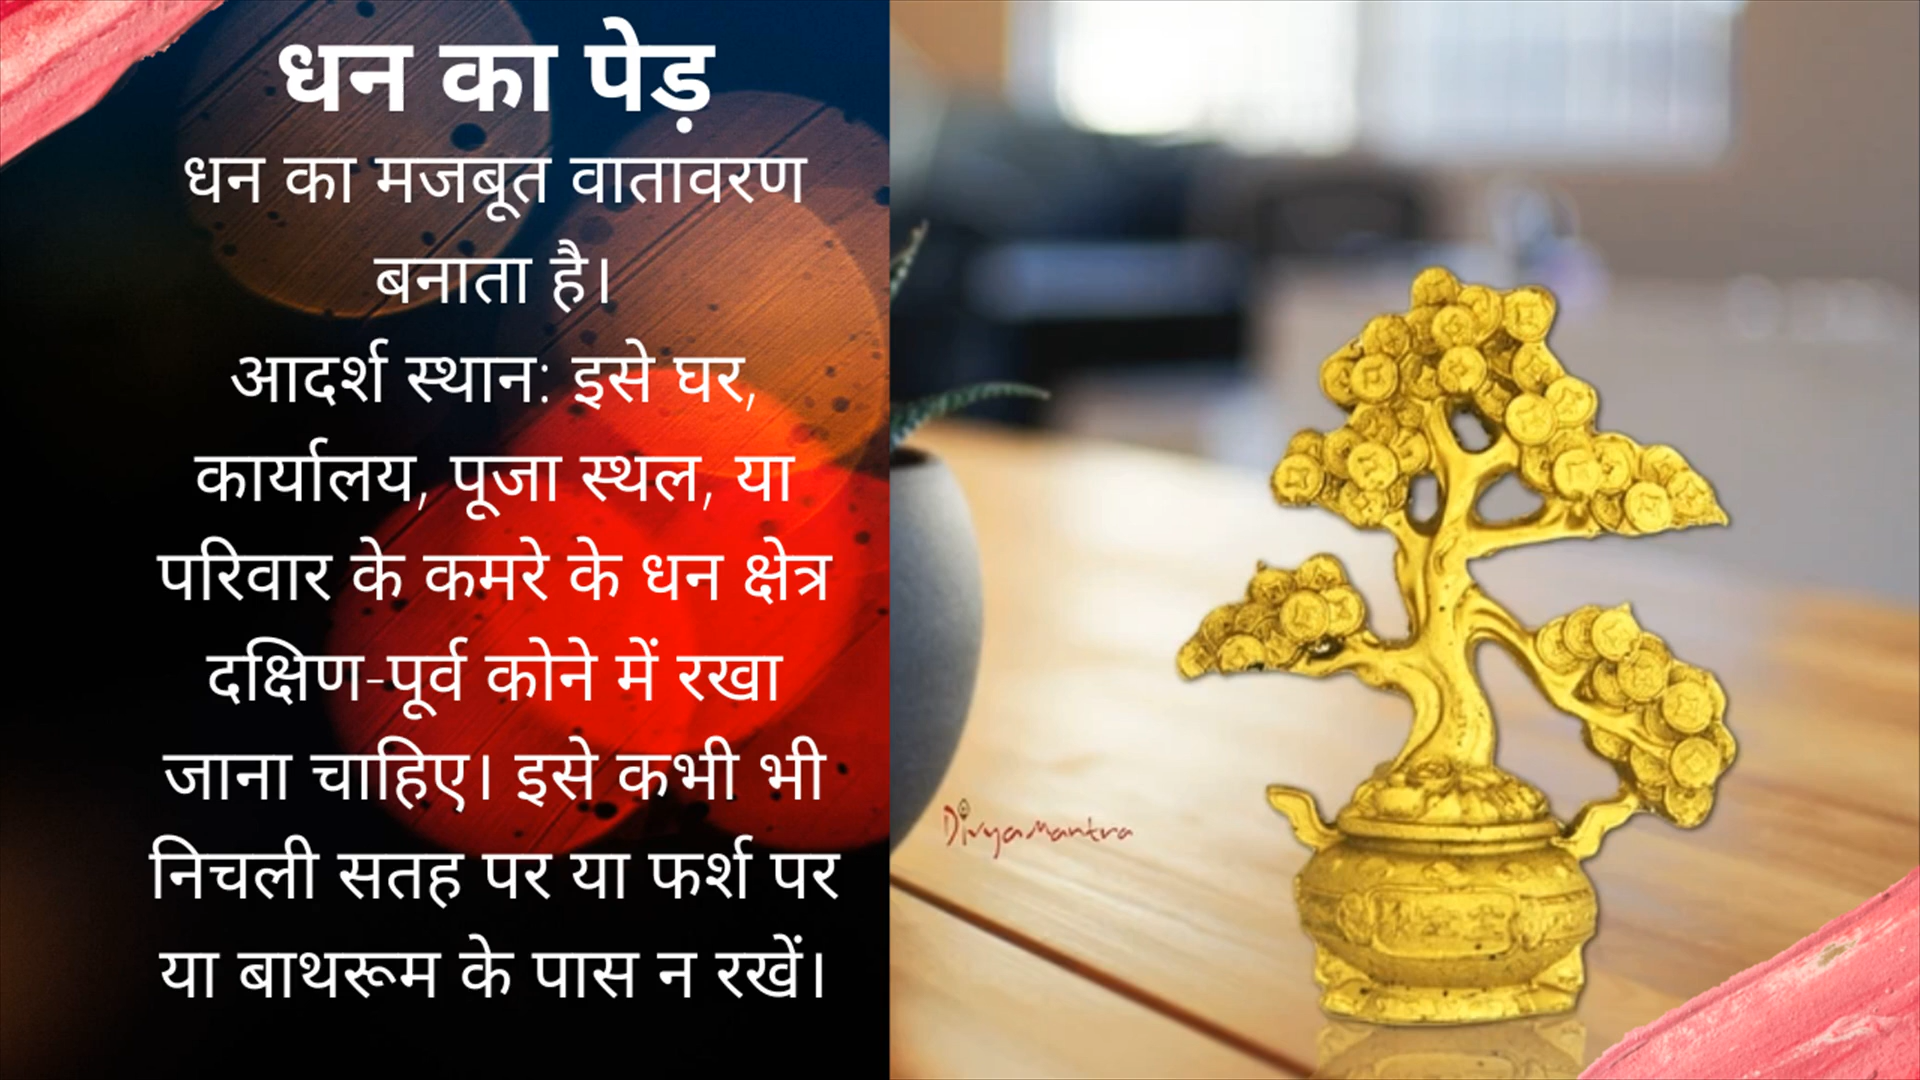 धन का पेड़
धन का मजबूत वातावरण
बनाता है।
आदर्श स्थान: इसे घर,
कार्यालय, पूजा स्थल, या
परिवार के कमरे के धन क्षेत्र
दक्षिण-पूर्व कोने में रखा
जाना चाहिए। इसे कभी भी
निचली सतह पर या फर्श पर
या बाथरूम के पास न रखें।
Divyamantra